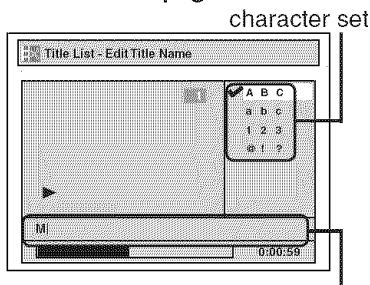 character set
Title List - Edit Title Name
1
A B C
a b c
1 2 3
@ ! ?
M
0:00:59